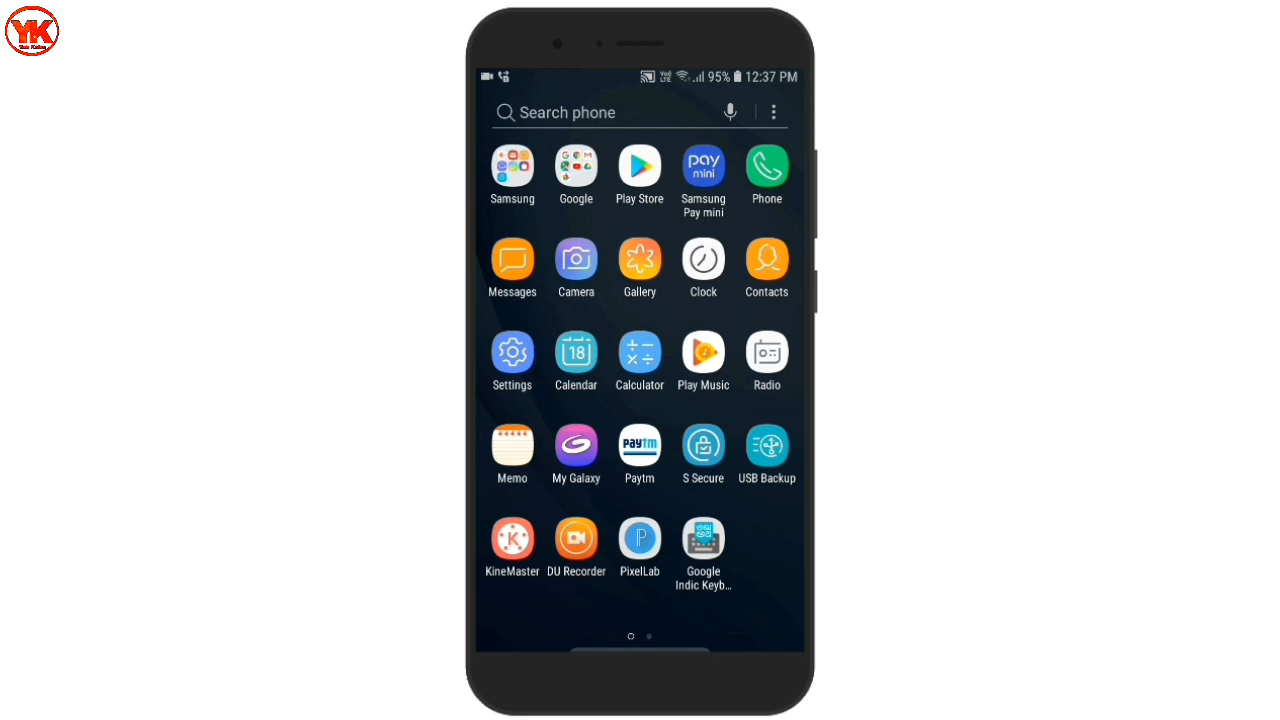 YK
VoJ
LTE
95% 12:37 PM
Search phone
Samsung
Google
Play Store
pay
mini
Samsung
Pay mini
Phone
Messages
Camera
Gallery
Clock
Contacts
18
Settings
Calendar
Calculator
Play Music
Radio
paytm
Memo
My Galaxy
Paytm
S Secure
USB Backup
K
P
KineMaster
DU Recorder
PixelLab
Google
Indic Keyb...